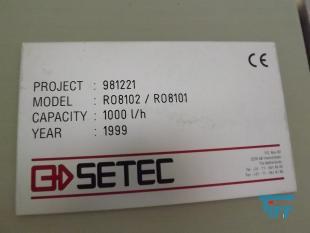 CE
PROJECT : 981221
MODEL : RO8102 / RO8101
CAPACITY : 1000 l/h
YEAR : 1999
SETEC